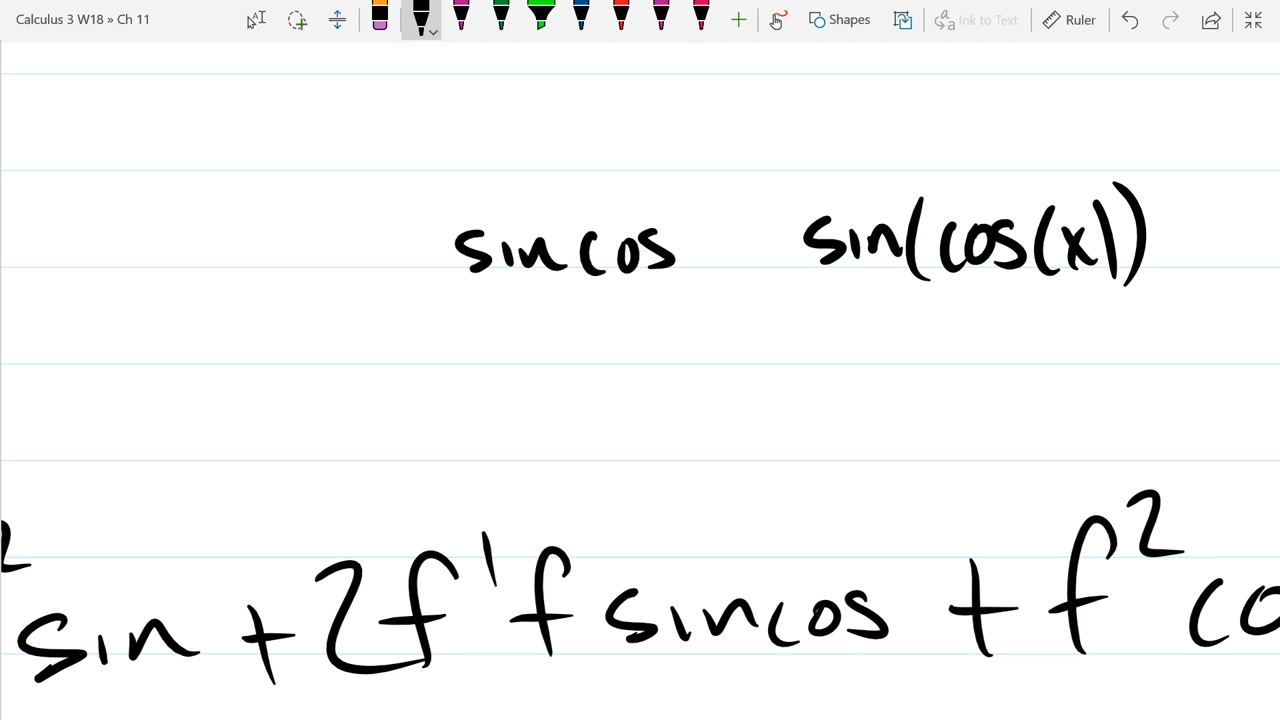 Calculus 3 W18 » Ch 11 Shapes Ink to Text Ruler
sin cos sin(cos(x))
² sin + 2f'f sin cos + f² co